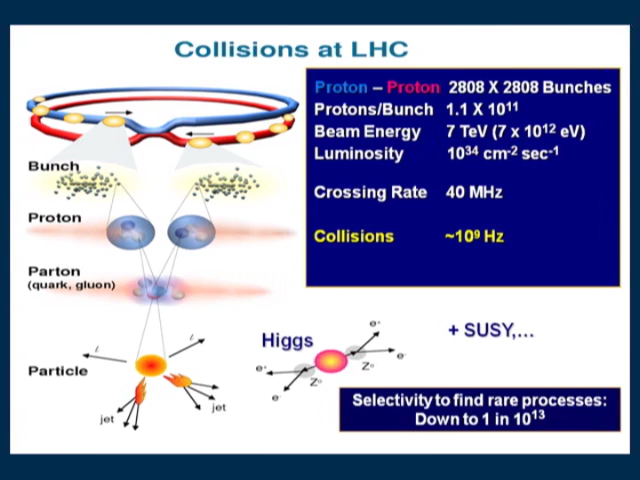 Collisions at LHC
Proton – Proton 2808 X 2808 Bunches
Protons/Bunch 1.1 X 10¹¹
Beam Energy 7 TeV (7 x 10¹² eV)
Luminosity 10³⁴ cm⁻² sec⁻¹
Crossing Rate 40 MHz
Collisions ~10⁹ Hz
Bunch
Proton
Parton
(quark, gluon)
Particle
l
l
jet
jet
Higgs
e⁺
e⁻
Z°
e⁺
e⁻
Z°
+ SUSY,...
Selectivity to find rare processes:
Down to 1 in 10¹³